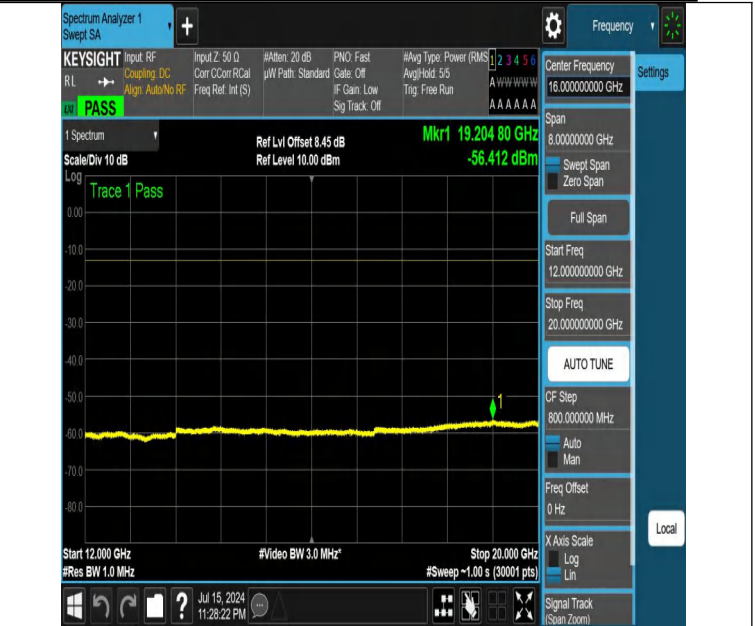 Spectrum Analyzer 1
Swept SA
+
Frequency
KEYSIGHT
RL
PASS
Input: RF
Coupling: DC
Align: Auto/No RF
Input Z: 50 Ω
Corr CCorr RCal
Freq Ref: Int (S)
#Atten: 20 dB
µW Path: Standard
PNO: Fast
Gate: Off
IF Gain: Low
Sig Track: Off
#Avg Type: Power (RMS
Avg|Hold: 5/5
Trig: Free Run
1 2 3 4 5 6
A W W W W W
A A A A A A
1 Spectrum
Scale/Div 10 dB
Ref Lvl Offset 8.45 dB
Ref Level 10.00 dBm
Mkr1 19.204 80 GHz
-56.412 dBm
Log
Trace 1 Pass
0.00
-10.0
-20.0
-30.0
-40.0
-50.0
-60.0
-70.0
-80.0
1
Start 12.000 GHz
#Res BW 1.0 MHz
#Video BW 3.0 MHz*
Stop 20.000 GHz
#Sweep ~1.00 s (30001 pts)
?
Jul 15, 2024
11:28:22 PM
Center Frequency
16.000000000 GHz
Settings
Span
8.00000000 GHz
Swept Span
Zero Span
Full Span
Start Freq
12.000000000 GHz
Stop Freq
20.000000000 GHz
AUTO TUNE
CF Step
800.000000 MHz
Auto
Man
Freq Offset
0 Hz
X Axis Scale
Log
Lin
Local
Signal Track
(Span Zoom)